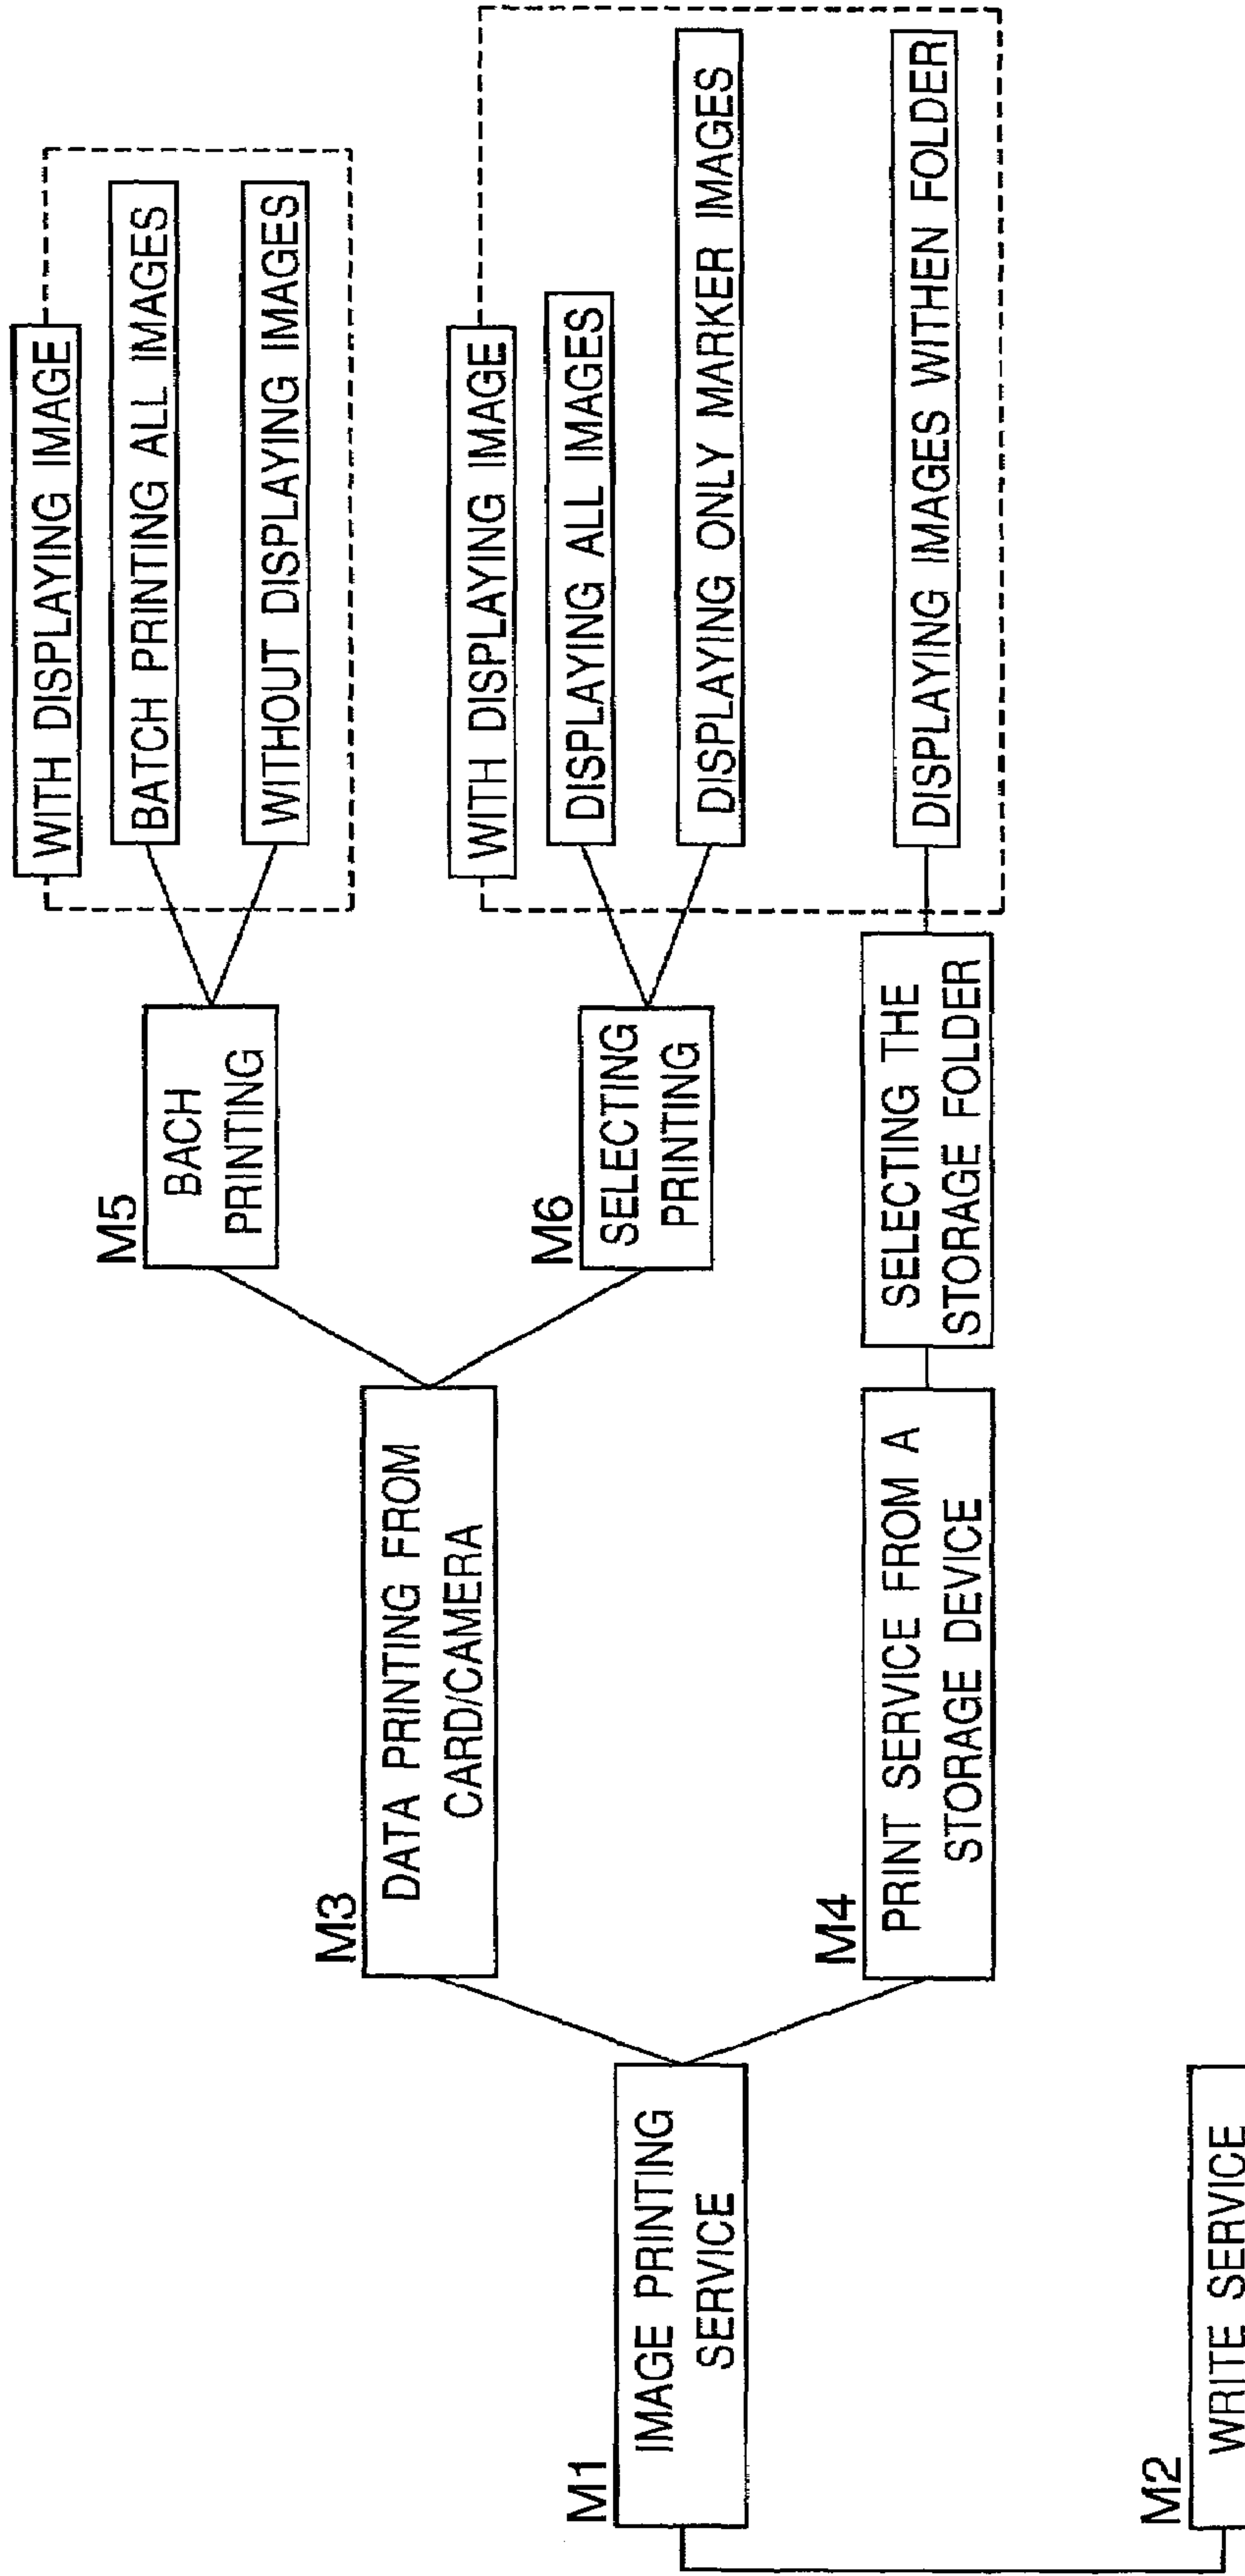 M1
IMAGE PRINTING
SERVICE
M2
WRITE SERVICE
M3
DATA PRINTING FROM
CARD/CAMERA
M4
PRINT SERVICE FROM A
STORAGE DEVICE
M5
BACH
PRINTING
M6
SELECTING
PRINTING
SELECTING THE
STORAGE FOLDER
WITH DISPLAYING IMAGE
BATCH PRINTING ALL IMAGES
WITHOUT DISPLAYING IMAGES
WITH DISPLAYING IMAGE
DISPLAYING ALL IMAGES
DISPLAYING ONLY MARKER IMAGES
DISPLAYING IMAGES WITHEN FOLDER